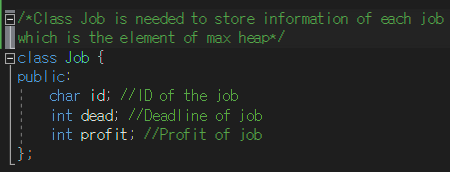 /*Class Job is needed to store information of each job
which is the element of max heap*/
class Job {
public:
char id; //ID of the job
int dead; //Deadline of job
int profit; //Profit of job
};